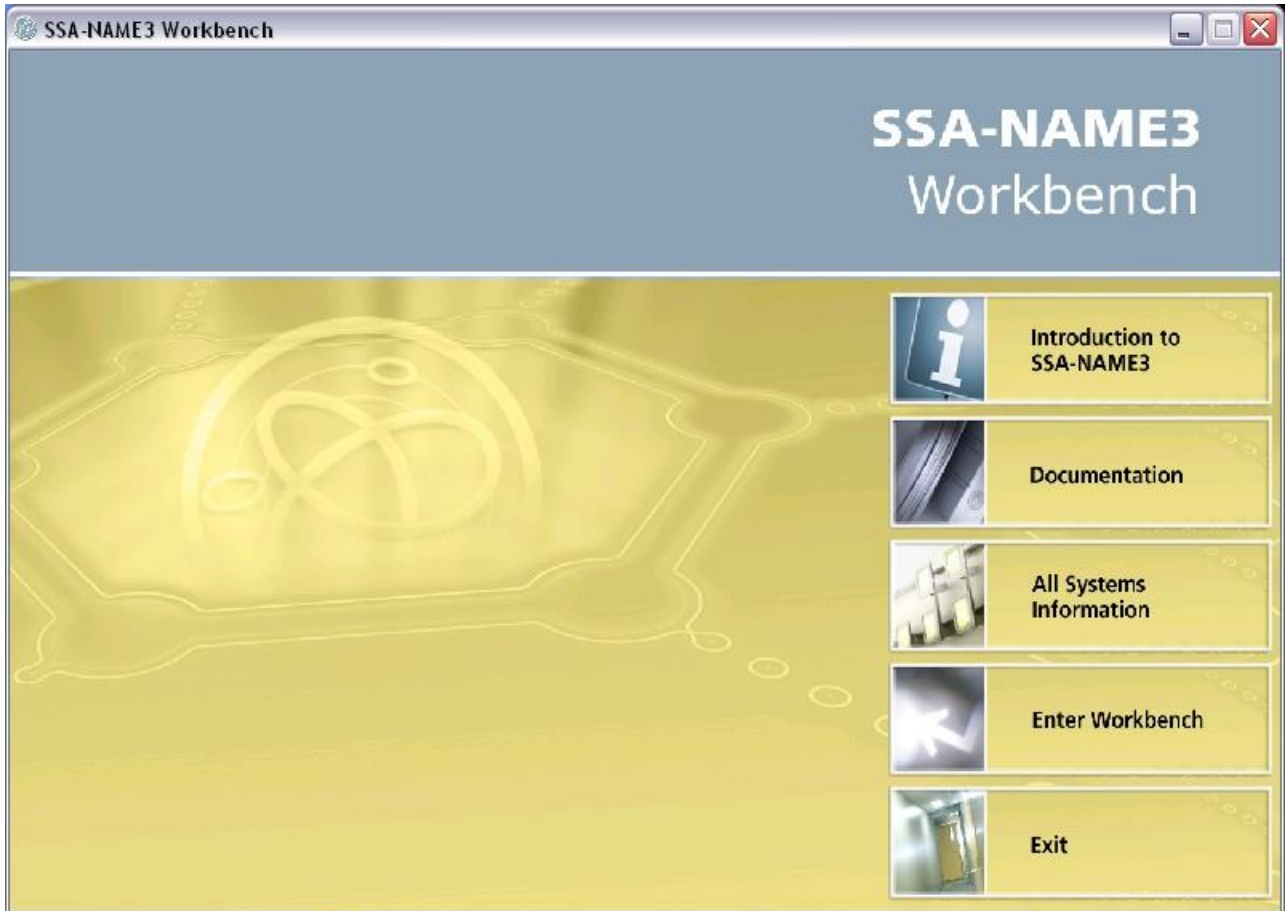 SSA-NAME3 Workbench
SSA-NAME3
Workbench
Introduction to
SSA-NAME3
Documentation
All Systems
Information
Enter Workbench
Exit